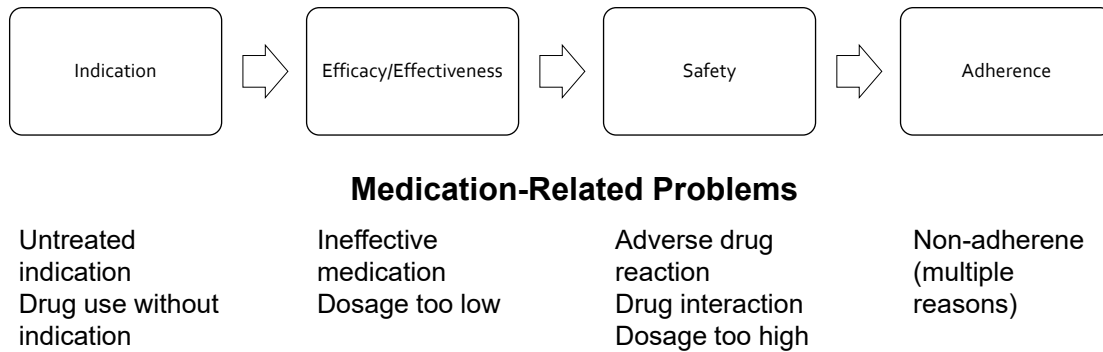 Indication
Efficacy/Effectiveness
Safety
Adherence
Medication-Related Problems
Untreated
indication
Drug use without
indication
Ineffective
medication
Dosage too low
Adverse drug
reaction
Drug interaction
Dosage too high
Non-adherene
(multiple
reasons)